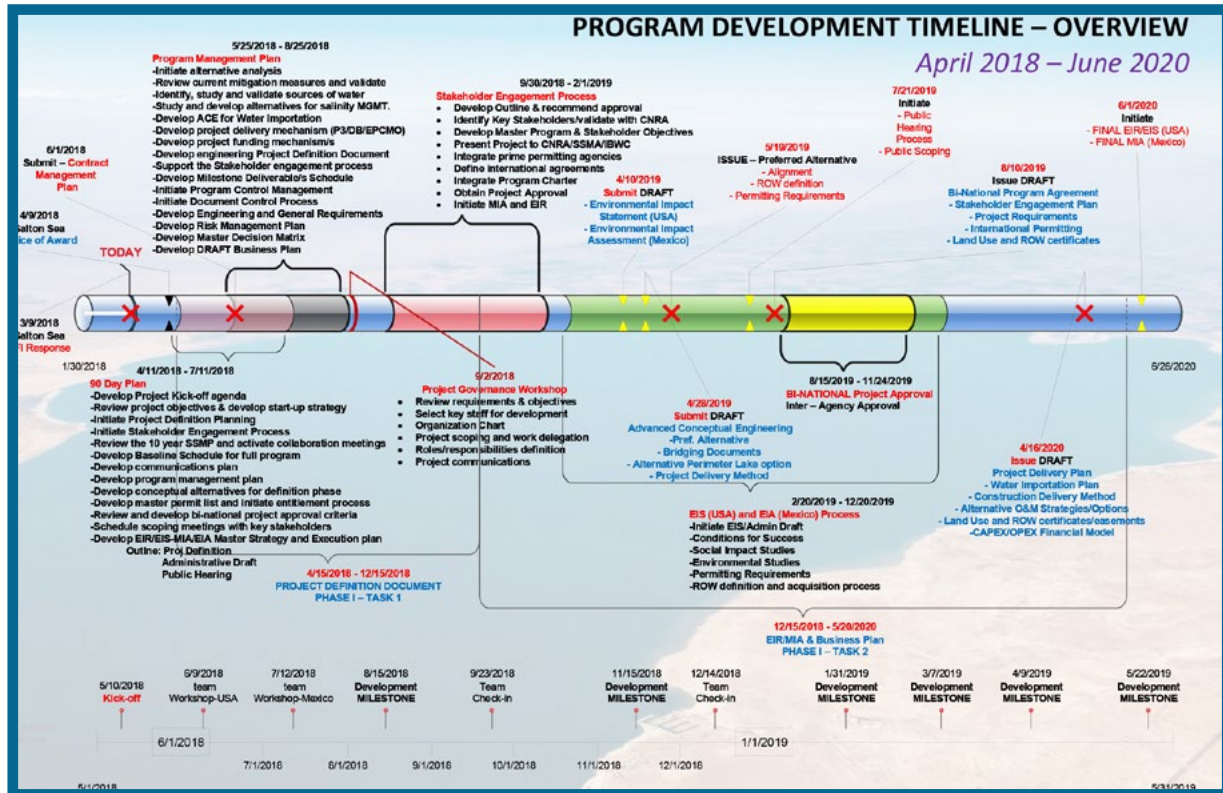 PROGRAM DEVELOPMENT TIMELINE – OVERVIEW
April 2018 – June 2020
5/25/2018 - 8/25/2018
Program Management Plan
-Initiate alternative analysis
-Review current mitigation measures and validate
-Identify, study and validate sources of water
-Study and develop alternatives for salinity MGMT.
-Develop ACE for Water Importation
-Develop project delivery mechanism (P3/DB/EPCMO)
-Develop project funding mechanism/s
-Develop engineering Project Definition Document
-Support the Stakeholder engagement process
-Develop Milestone Deliverable/s Schedule
-Initiate Program Control Management
-Initiate Document Control Process
-Develop Engineering and General Requirements
-Develop Risk Management Plan
-Develop Master Decision Matrix
-Develop DRAFT Business Plan
6/1/2018
Submit – Contract
Management
Plan
4/9/2018
Salton Sea
ice of Award
TODAY
9/30/2018 - 2/1/2019
Stakeholder Engagement Process
• Develop Outline & recommend approval
• Identify Key Stakeholders/validate with CNRA
• Develop Master Program & Stakeholder Objectives
• Present Project to CNRA/SSMA/IBWC
• Integrate prime permitting agencies
• Define international agreements
• Integrate Program Charter
• Obtain Project Approval
• Initiate MIA and EIR
4/10/2019
Submit DRAFT
- Environmental Impact
Statement (USA)
- Environmental Impact
Assessment (Mexico)
5/19/2019
ISSUE – Preferred Alternative
- Alignment
- ROW definition
- Permitting Requirements
7/21/2019
Initiate
- Public
Hearing
Process
- Public Scoping
8/10/2019
Issue DRAFT
Bi-National Program Agreement
- Stakeholder Engagement Plan
- Project Requirements
- International Permitting
- Land Use and ROW certificates
6/1/2020
Initiate
- FINAL EIR/EIS (USA)
- FINAL MIA (Mexico)
3/9/2018
Salton Sea
FI Response
1/30/2018
6/26/2020
4/11/2018 - 7/11/2018
90 Day Plan
-Develop Project Kick-off agenda
-Review project objectives & develop start-up strategy
-Initiate Project Definition Planning
-Initiate Stakeholder Engagement Process
-Review the 10 year SSMP and activate collaboration meetings
-Develop Baseline Schedule for full program
-Develop communications plan
-Develop program management plan
-Develop conceptual alternatives for definition phase
-Develop master permit list and initiate entitlement process
-Review and develop bi-national project approval criteria
-Schedule scoping meetings with key stakeholders
-Develop EIR/EIS-MIA/EIA Master Strategy and Execution plan
Outline: Proj.Definition
Administrative Draft
Public Hearing
9/2/2018
Project Governance Workshop
• Review requirements & objectives
• Select key staff for development
• Organization Chart
• Project scoping and work delegation
• Roles/responsibilities definition
• Project communications
4/28/2019
Submit DRAFT
Advanced Conceptual Engineering
-Pref. Alternative
- Bridging Documents
- Alternative Perimeter Lake option
- Project Delivery Method
8/15/2019 - 11/24/2019
BI-NATIONAL Project Approval
Inter – Agency Approval
4/16/2020
Issue DRAFT
Project Delivery Plan
- Water Importation Plan
- Construction Delivery Method
- Alternative O&M Strategies/Options
- Land Use and ROW certificates/easements
-CAPEX/OPEX Financial Model
2/20/2019 - 12/20/2019
EIS (USA) and EIA (Mexico) Process
-Initiate EIS/Admin Draft
-Conditions for Success
-Social Impact Studies
-Environmental Studies
-Permitting Requirements
-ROW definition and acquisition process
4/15/2018 - 12/15/2018
PROJECT DEFINITION DOCUMENT
PHASE I – TASK 1
12/15/2018 - 5/20/2020
EIR/MIA & Business Plan
PHASE I – TASK 2
5/10/2018
Kick-off
6/9/2018
team
Workshop-USA
7/12/2018
team
Workshop-Mexico
8/15/2018
Development
MILESTONE
9/23/2018
Team
Check-in
11/15/2018
Development
MILESTONE
12/14/2018
Team
Check-in
1/31/2019
Development
MILESTONE
3/7/2019
Development
MILESTONE
4/9/2019
Development
MILESTONE
5/22/2019
Development
MILESTONE
6/1/2018
1/1/2019
7/1/2018
8/1/2018
9/1/2018
10/1/2018
11/1/2018
12/1/2018
5/1/2018
5/31/2019